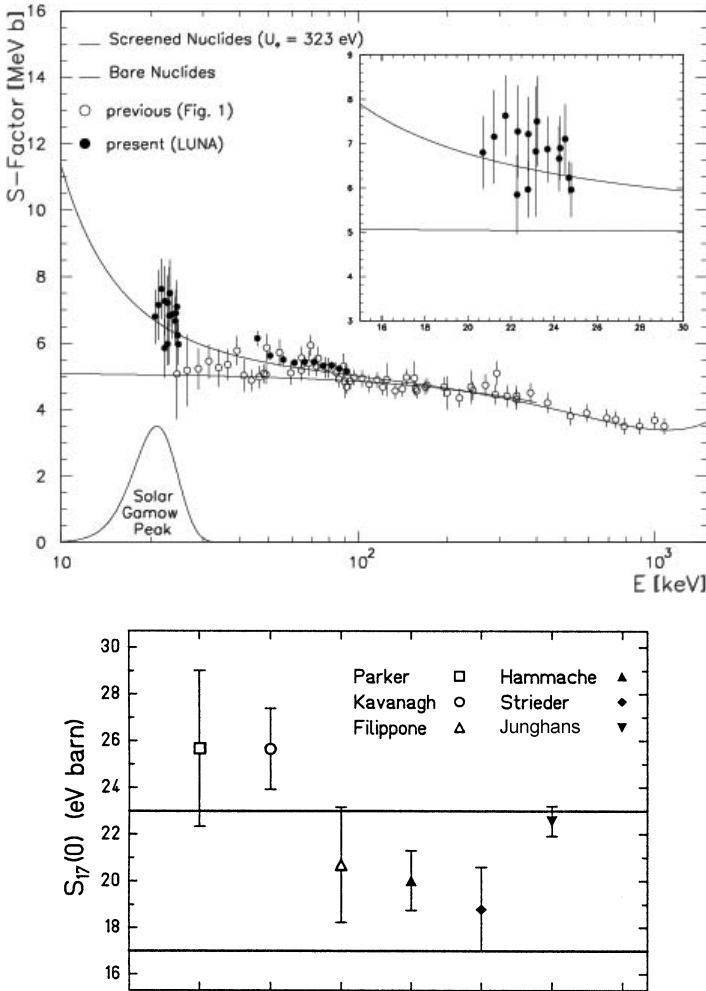 S-Factor [MeV b]
16
14
12
10
8
6
4
2
0
Screened Nuclides (Uₑ = 323 eV)
Bare Nuclides
previous (Fig. 1)
present (LUNA)
9
8
7
6
5
4
3
16 18 20 22 24 26 28 30
Solar
Gamow
Peak
10 10² 10³
E [keV]
S₁₇(0) (eV barn)
30
28
26
24
22
20
18
16
Parker
Kavanagh
Filippone
Hammache
Strieder
Junghans